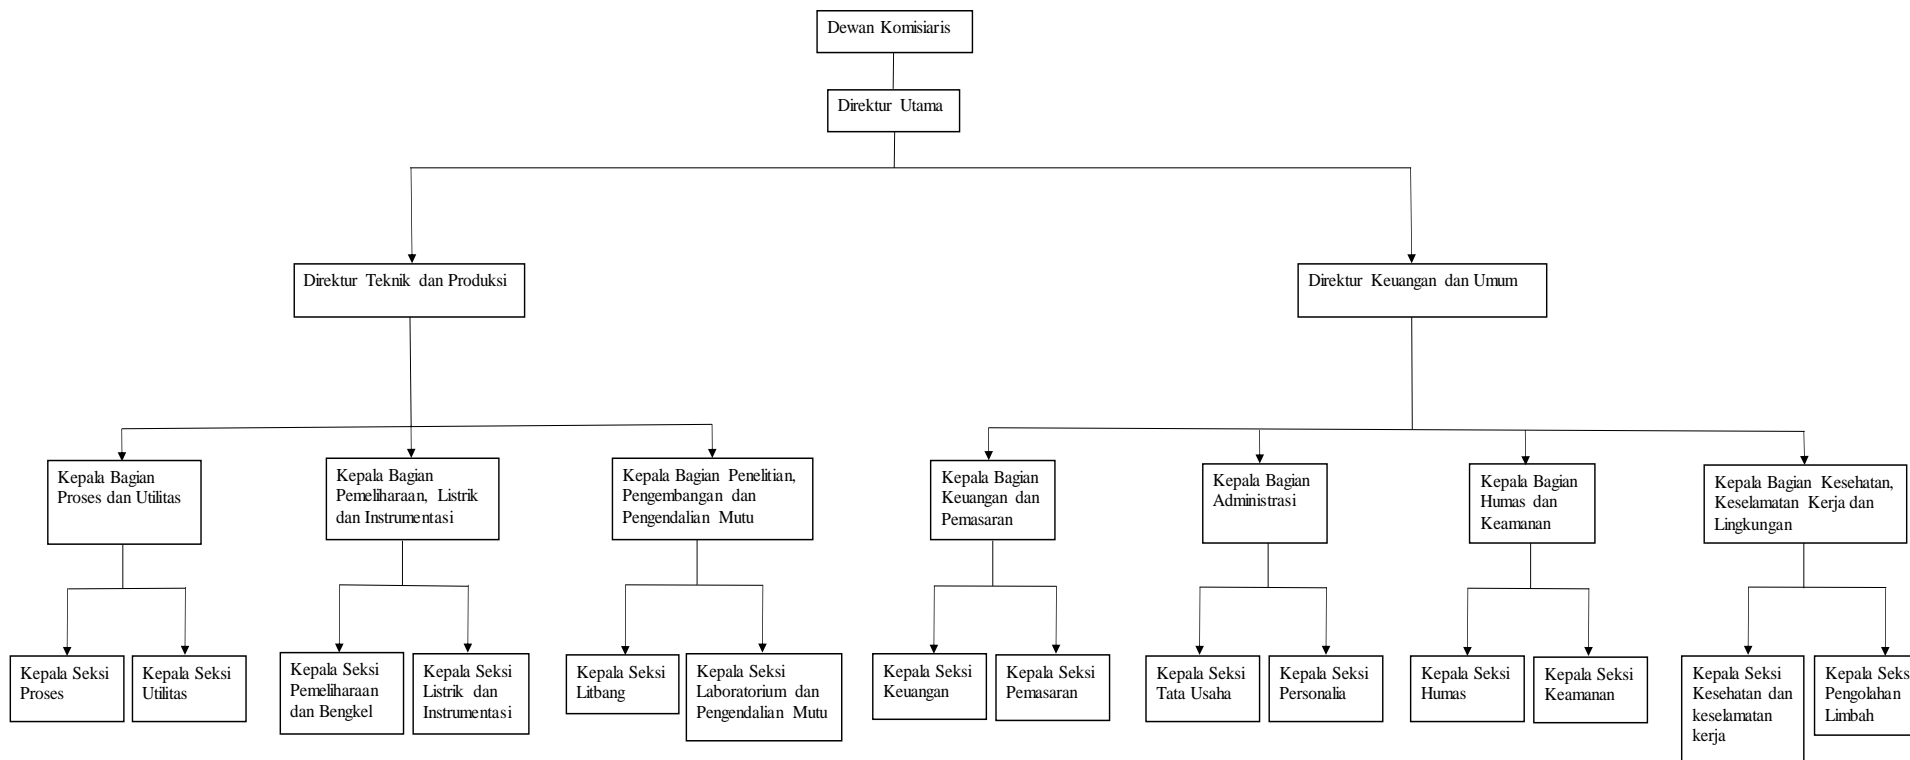 Dewan Komisiaris
Direktur Utama
Direktur Teknik dan Produksi
Direktur Keuangan dan Umum
Kepala Bagian
Proses dan Utilitas
Kepala Bagian
Pemeliharaan, Listrik
dan Instrumentasi
Kepala Bagian Penelitian,
Pengembangan dan
Pengendalian Mutu
Kepala Bagian
Keuangan dan
Pemasaran
Kepala Bagian
Administrasi
Kepala Bagian
Humas dan
Keamanan
Kepala Bagian Kesehatan,
Keselamatan Kerja dan
Lingkungan
Kepala Seksi
Proses
Kepala Seksi
Utilitas
Kepala Seksi
Pemeliharaan
dan Bengkel
Kepala Seksi
Listrik dan
Instrumentasi
Kepala Seksi
Litbang
Kepala Seksi
Laboratorium dan
Pengendalian Mutu
Kepala Seksi
Keuangan
Kepala Seksi
Pemasaran
Kepala Seksi
Tata Usaha
Kepala Seksi
Personalia
Kepala Seksi
Humas
Kepala Seksi
Keamanan
Kepala Seksi
Kesehatan dan
keselamatan
kerja
Kepala Seksi
Pengolahan
Limbah